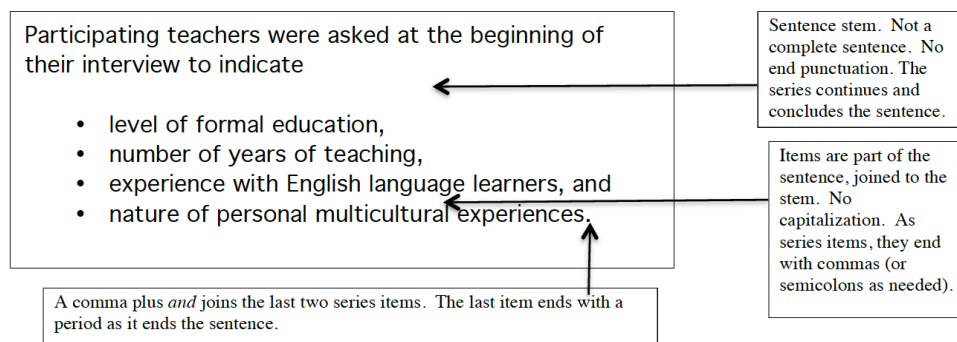 Participating teachers were asked at the beginning of
their interview to indicate
• level of formal education,
• number of years of teaching,
• experience with English language learners, and
• nature of personal multicultural experiences.
Sentence stem. Not a
complete sentence. No
end punctuation. The
series continues and
concludes the sentence.
Items are part of the
sentence, joined to the
stem. No
capitalization. As
series items, they end
with commas (or
semicolons as needed).
A comma plus and joins the last two series items. The last item ends with a
period as it ends the sentence.